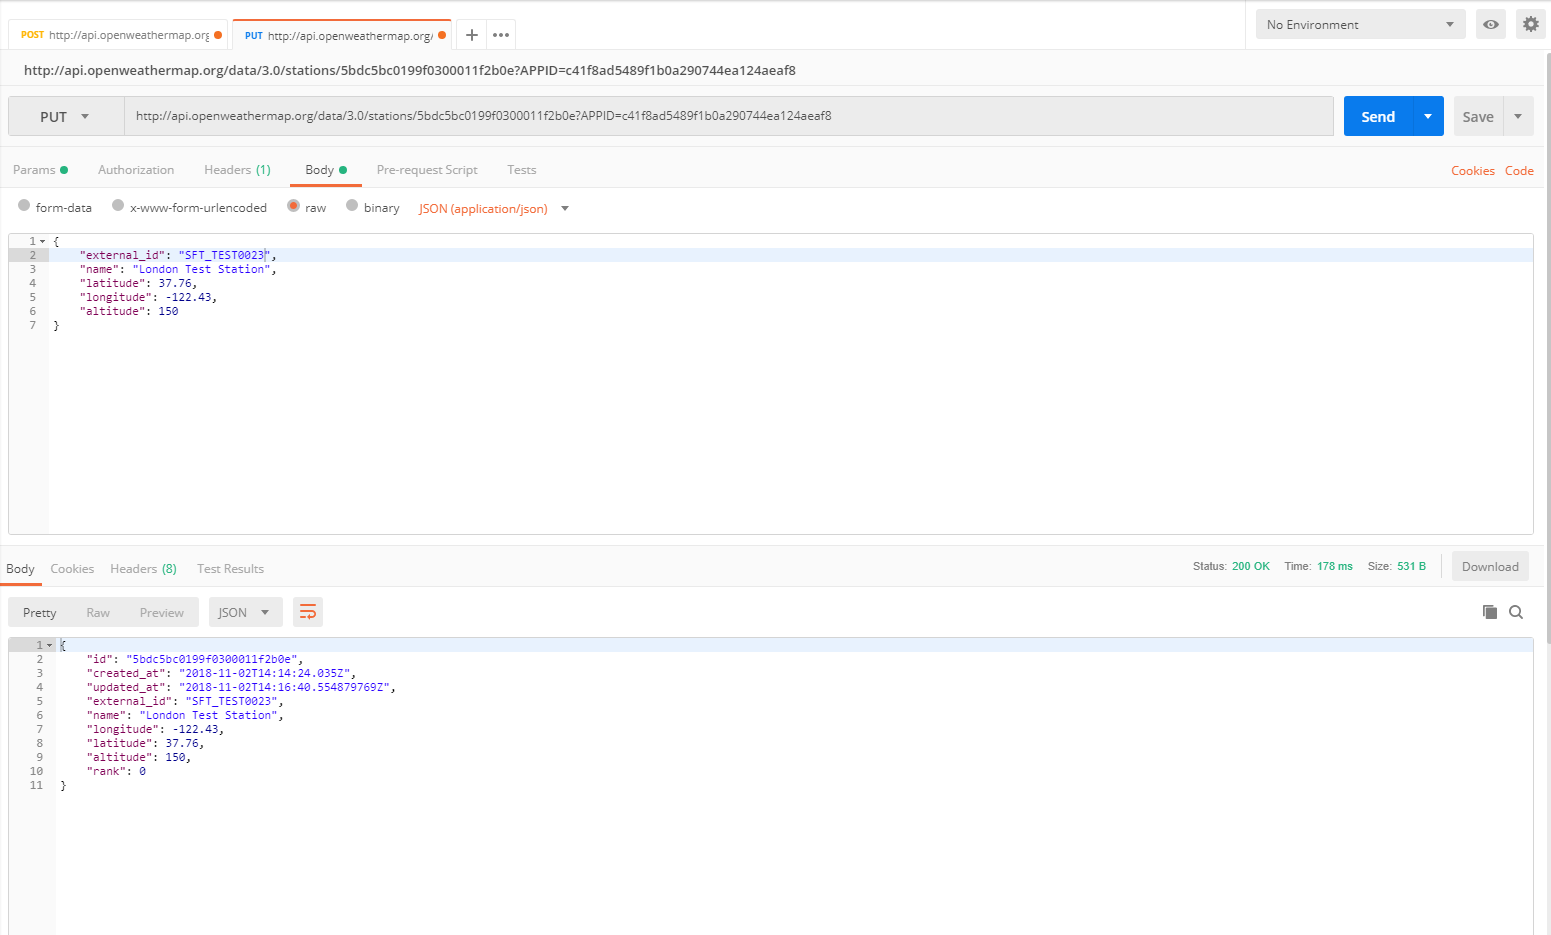 POST http://api.openweathermap.org PUT http://api.openweathermap.org/ No Environment
http://api.openweathermap.org/data/3.0/stations/5bdc5bc0199f0300011f2b0e?APPID=c41f8ad5489f1b0a290744ea124aeaf8
PUT http://api.openweathermap.org/data/3.0/stations/5bdc5bc0199f0300011f2b0e?APPID=c41f8ad5489f1b0a290744ea124aeaf8 Send Save
Params Authorization Headers (1) Body Pre-request Script Tests Cookies Code
form-data x-www-form-urlencoded raw binary JSON (application/json)
1 {
2 "external_id": "SFT_TEST0023",
3 "name": "London Test Station",
4 "latitude": 37.76,
5 "longitude": -122.43,
6 "altitude": 150
7 }
Body Cookies Headers (8) Test Results Status: 200 OK Time: 178 ms Size: 531 B Download
Pretty Raw Preview JSON
1 {
2 "id": "5bdc5bc0199f0300011f2b0e",
3 "created_at": "2018-11-02T14:14:24.035Z",
4 "updated_at": "2018-11-02T14:16:40.554879769Z",
5 "external_id": "SFT_TEST0023",
6 "name": "London Test Station",
7 "longitude": -122.43,
8 "latitude": 37.76,
9 "altitude": 150,
10 "rank": 0
11 }